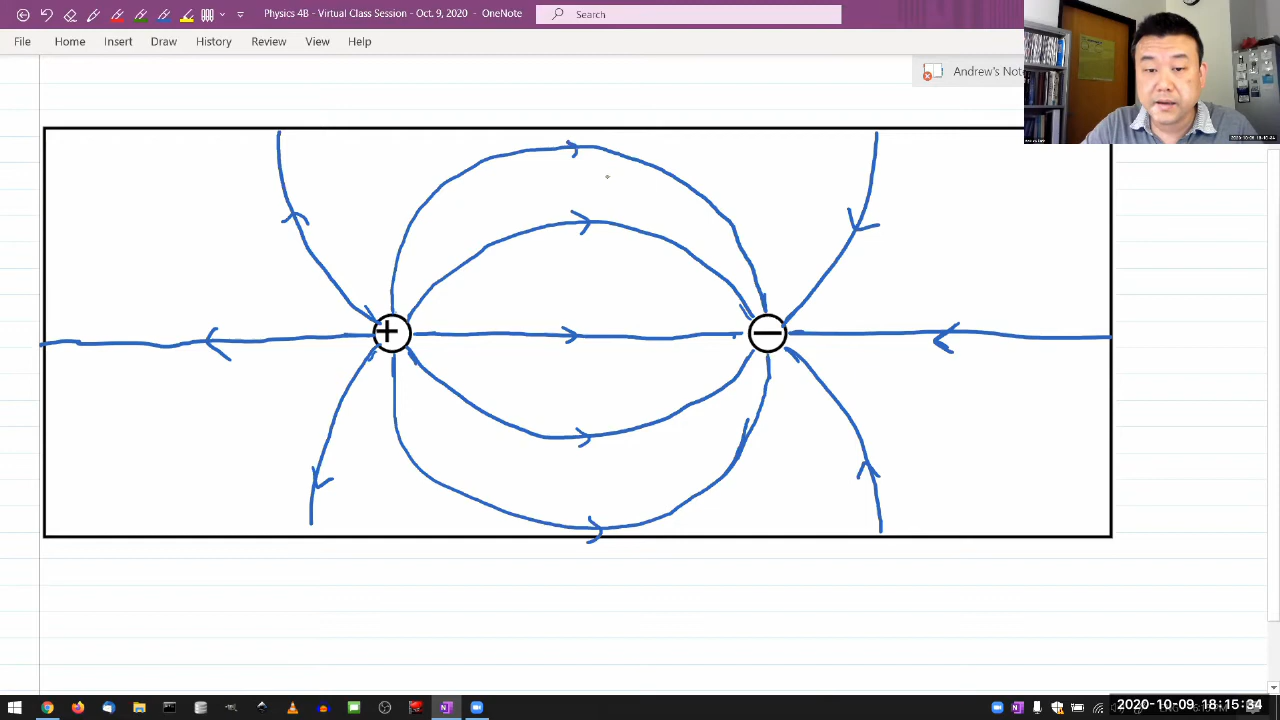 Physics 4B - Virtual Class Session - Oct. 9, 2020 - OneNote
Search
File Home Insert Draw History Review View Help
Andrew's Not
+
−
2020-10-09 18:15:34